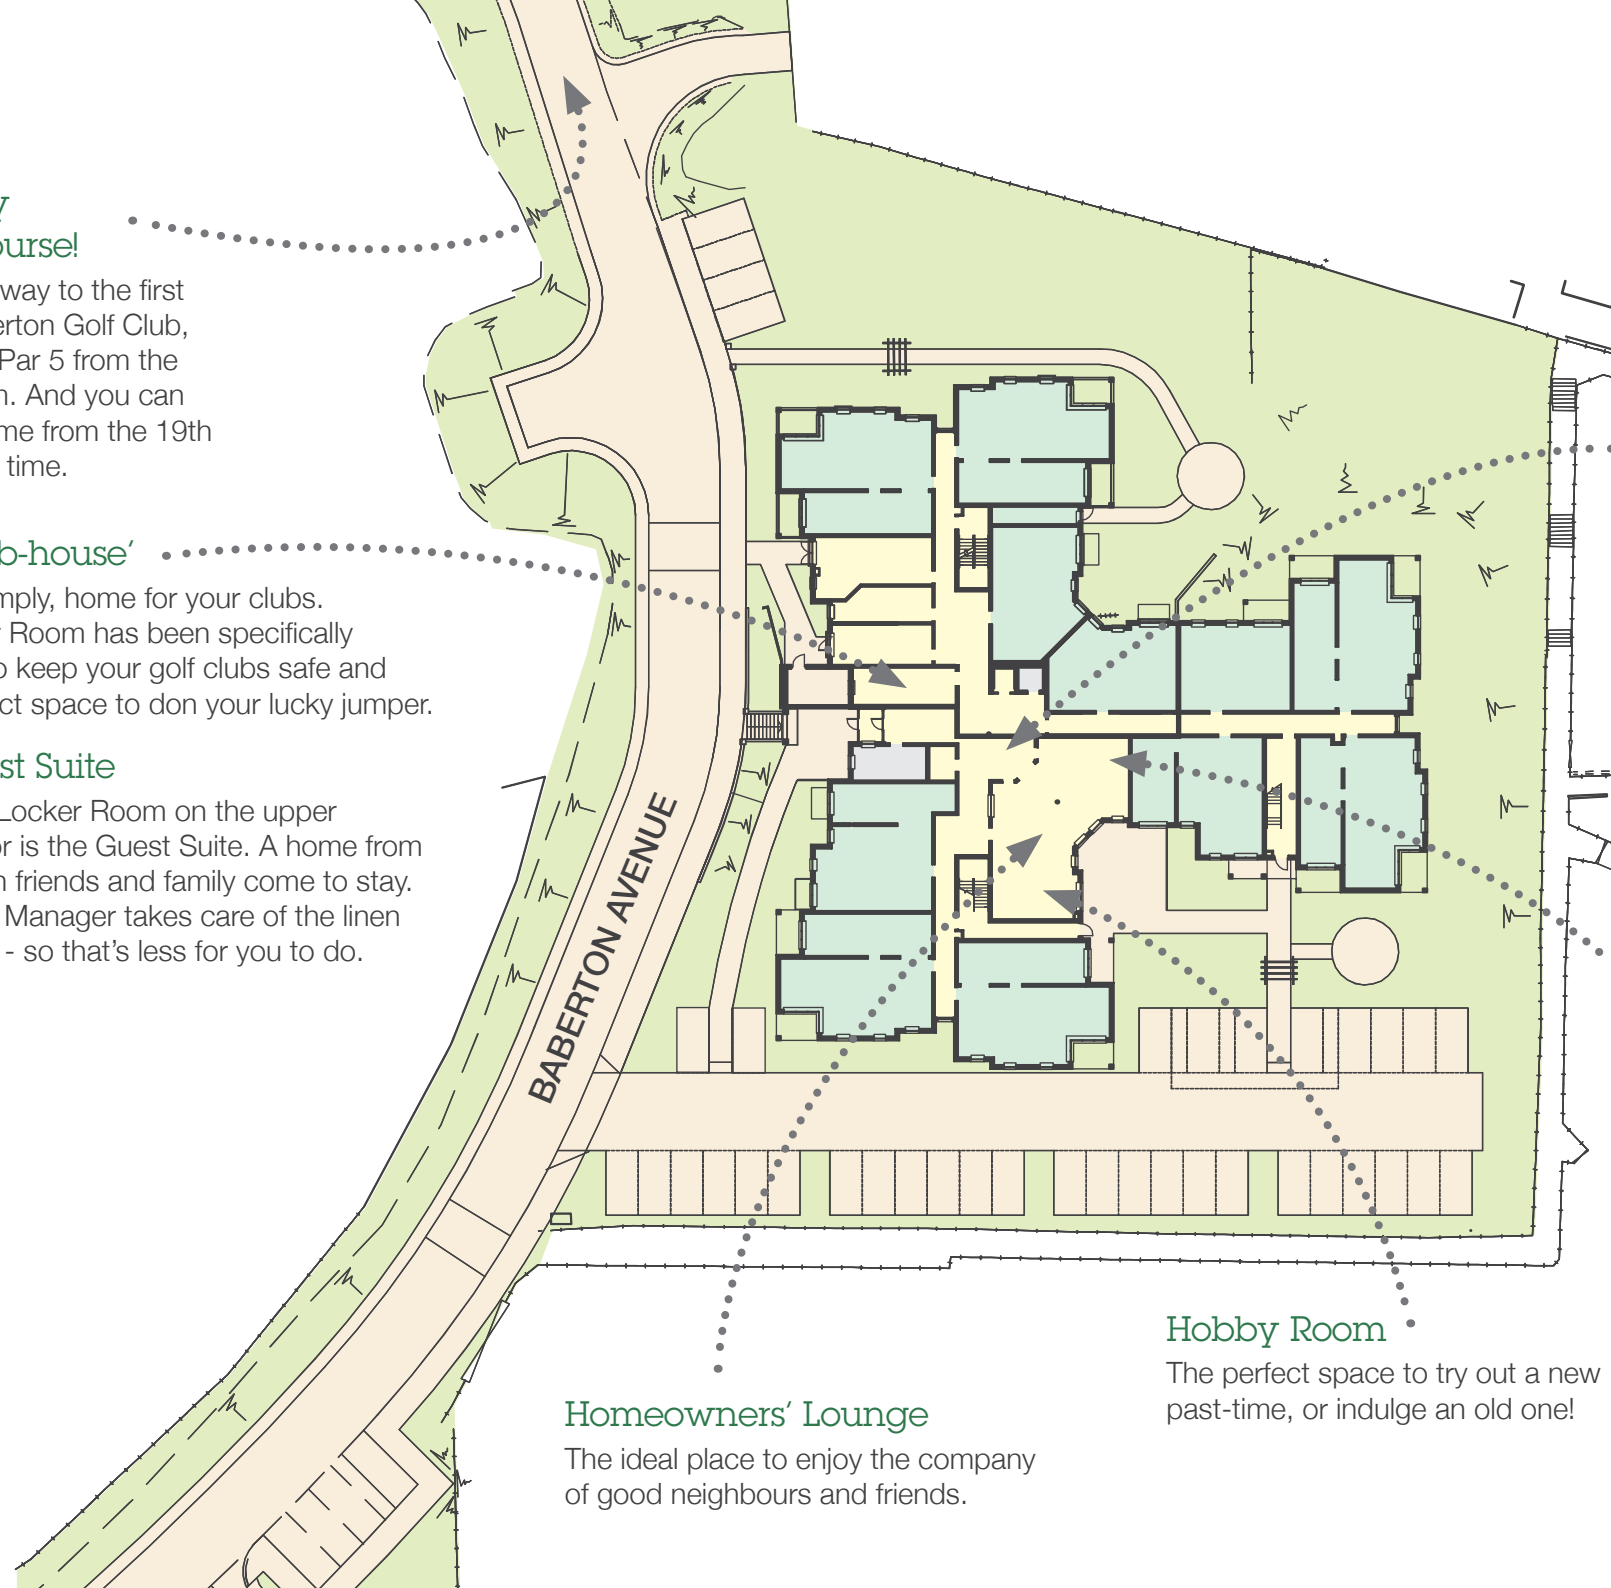 ourse!
way to the first
erton Golf Club,
Par 5 from the
n. And you can
me from the 19th
time.
b-house’
mply, home for your clubs.
r Room has been specifically
o keep your golf clubs safe and
ct space to don your lucky jumper.
st Suite
Locker Room on the upper
or is the Guest Suite. A home from
n friends and family come to stay.
Manager takes care of the linen
- so that’s less for you to do.
BABERTON AVENUE
Homeowners’ Lounge
The ideal place to enjoy the company
of good neighbours and friends.
Hobby Room
The perfect space to try out a new
past-time, or indulge an old one!